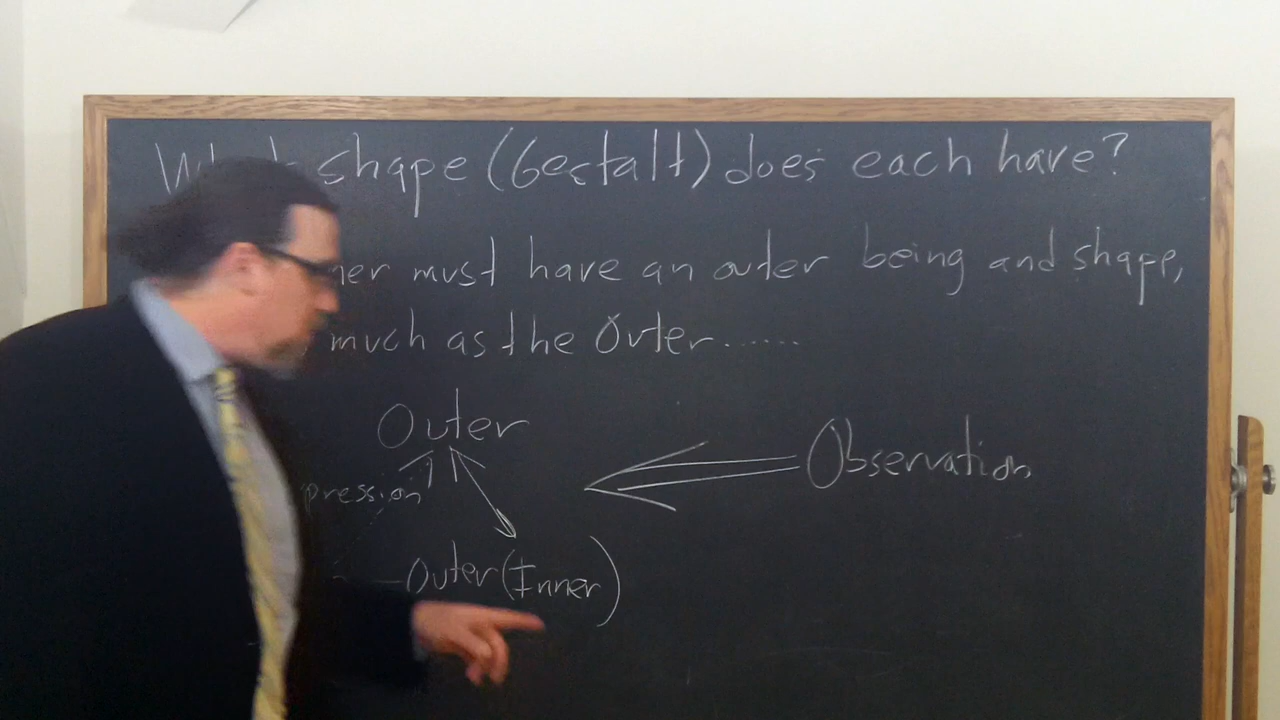 shape (Gestalt) does each have?
must have an outer being and shape,
much as the Outer......
Outer
Observation
pression
Outer (Inner)